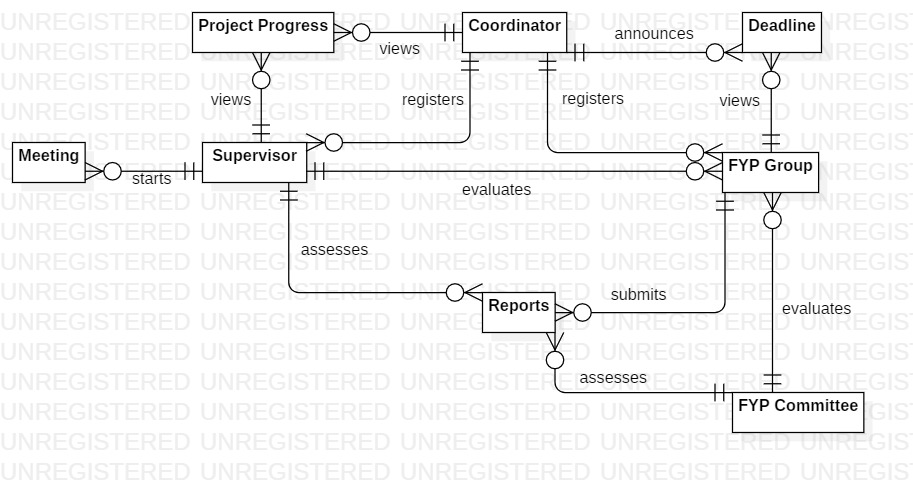 Project Progress
Coordinator
Deadline
views
announces
views
registers
registers
views
Meeting
Supervisor
FYP Group
starts
evaluates
assesses
Reports
submits
evaluates
assesses
FYP Committee
UNREGISTERED